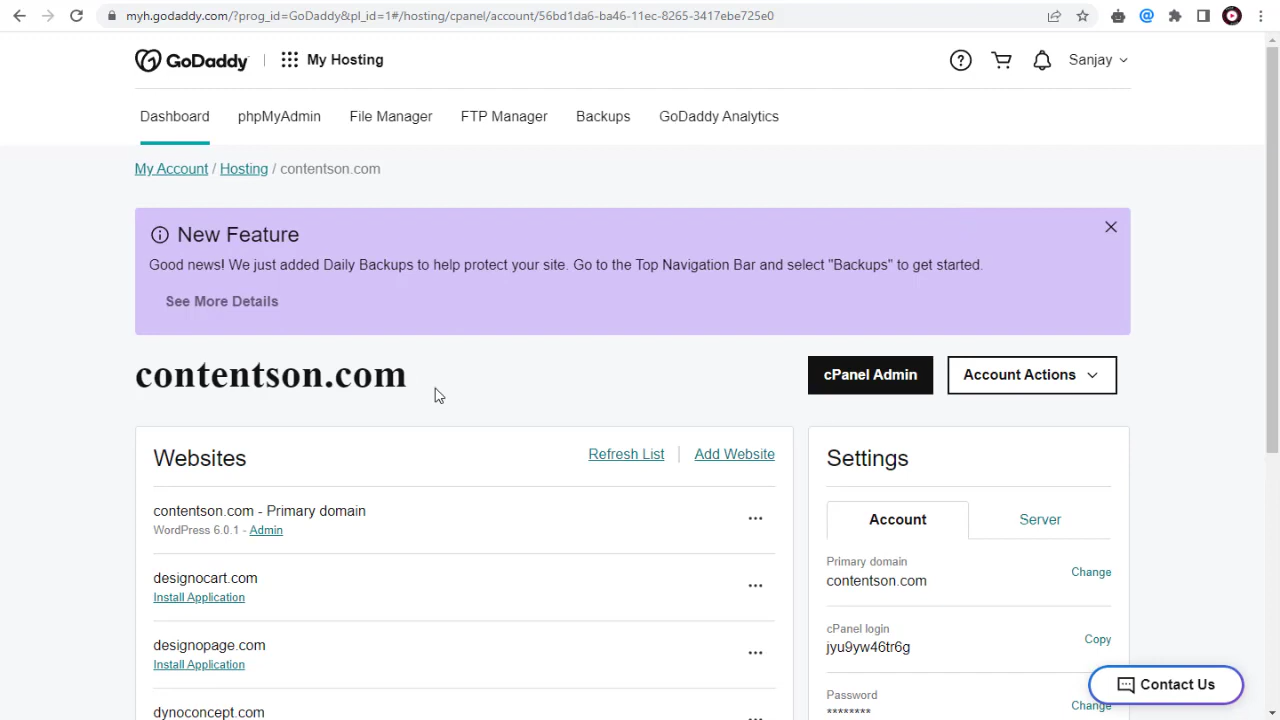 myh.godaddy.com/?prog_id=GoDaddy&pl_id=1#/hosting/cpanel/account/56bd1da6-ba46-11ec-8265-3417ebe725e0
GoDaddy
My Hosting
Sanjay
Dashboard
phpMyAdmin
File Manager
FTP Manager
Backups
GoDaddy Analytics
My Account / Hosting / contentson.com
New Feature
Good news! We just added Daily Backups to help protect your site. Go to the Top Navigation Bar and select "Backups" to get started.
See More Details
contentson.com
cPanel Admin
Account Actions
Websites
Refresh List
Add Website
contentson.com - Primary domain
WordPress 6.0.1 - Admin
designocart.com
Install Application
designopage.com
Install Application
dynoconcept.com
Settings
Account
Server
Primary domain
contentson.com
Change
cPanel login
jyu9yw46tr6g
Copy
Password
********
Change
Contact Us